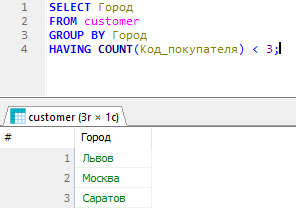 1 SELECT Город
2 FROM customer
3 GROUP BY Город
4 HAVING COUNT(Код_покупателя) < 3;
customer (3r × 1c)
# Город
1 Львов
2 Москва
3 Саратов